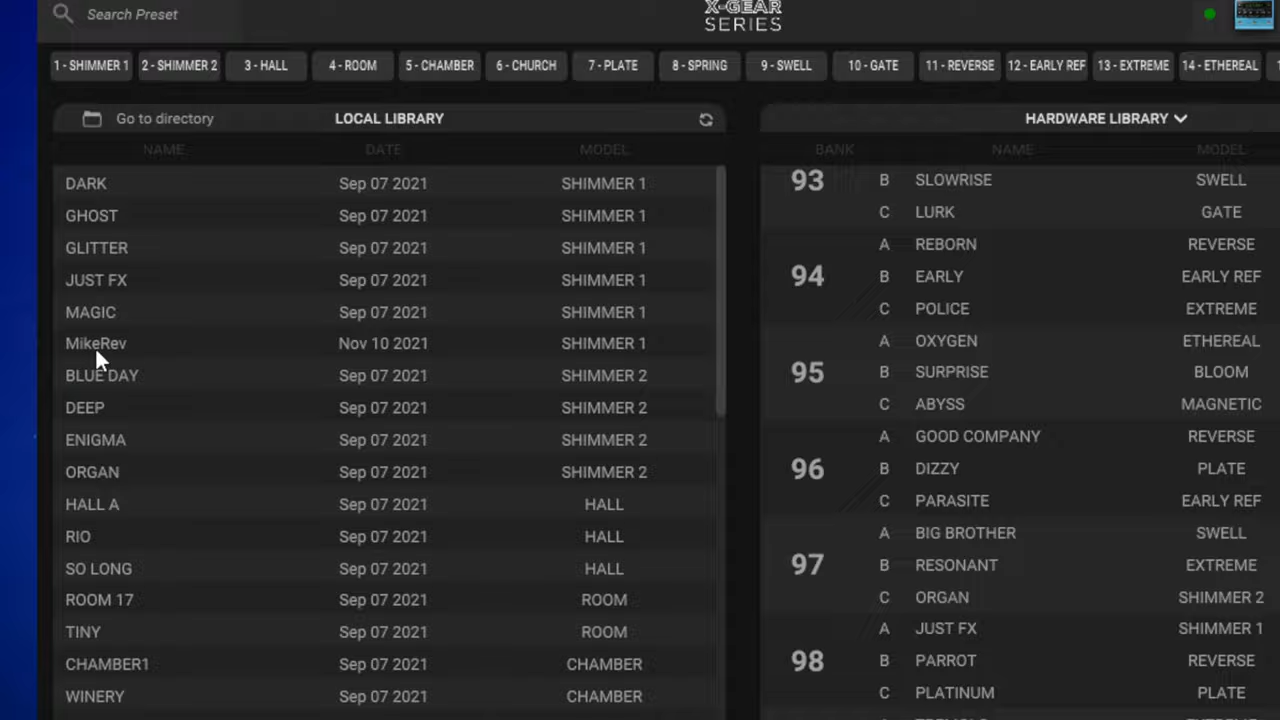 Search Preset
X-GEAR
SERIES
1 - SHIMMER 1 2 - SHIMMER 2 3 - HALL 4 - ROOM 5 - CHAMBER 6 - CHURCH 7 - PLATE 8 - SPRING 9 - SWELL 10 - GATE 11 - REVERSE 12 - EARLY REF 13 - EXTREME 14 - ETHEREAL
Go to directory LOCAL LIBRARY
NAME DATE MODEL
DARK Sep 07 2021 SHIMMER 1
GHOST Sep 07 2021 SHIMMER 1
GLITTER Sep 07 2021 SHIMMER 1
JUST FX Sep 07 2021 SHIMMER 1
MAGIC Sep 07 2021 SHIMMER 1
MikeRev Nov 10 2021 SHIMMER 1
BLUE DAY Sep 07 2021 SHIMMER 2
DEEP Sep 07 2021 SHIMMER 2
ENIGMA Sep 07 2021 SHIMMER 2
ORGAN Sep 07 2021 SHIMMER 2
HALL A Sep 07 2021 HALL
RIO Sep 07 2021 HALL
SO LONG Sep 07 2021 HALL
ROOM 17 Sep 07 2021 ROOM
TINY Sep 07 2021 ROOM
CHAMBER1 Sep 07 2021 CHAMBER
WINERY Sep 07 2021 CHAMBER
HARDWARE LIBRARY
BANK NAME MODEL
93 B SLOWRISE SWELL
C LURK GATE
A REBORN REVERSE
94 B EARLY EARLY REF
C POLICE EXTREME
A OXYGEN ETHEREAL
95 B SURPRISE BLOOM
C ABYSS MAGNETIC
A GOOD COMPANY REVERSE
96 B DIZZY PLATE
C PARASITE EARLY REF
A BIG BROTHER SWELL
97 B RESONANT EXTREME
C ORGAN SHIMMER 2
A JUST FX SHIMMER 1
98 B PARROT REVERSE
C PLATINUM PLATE